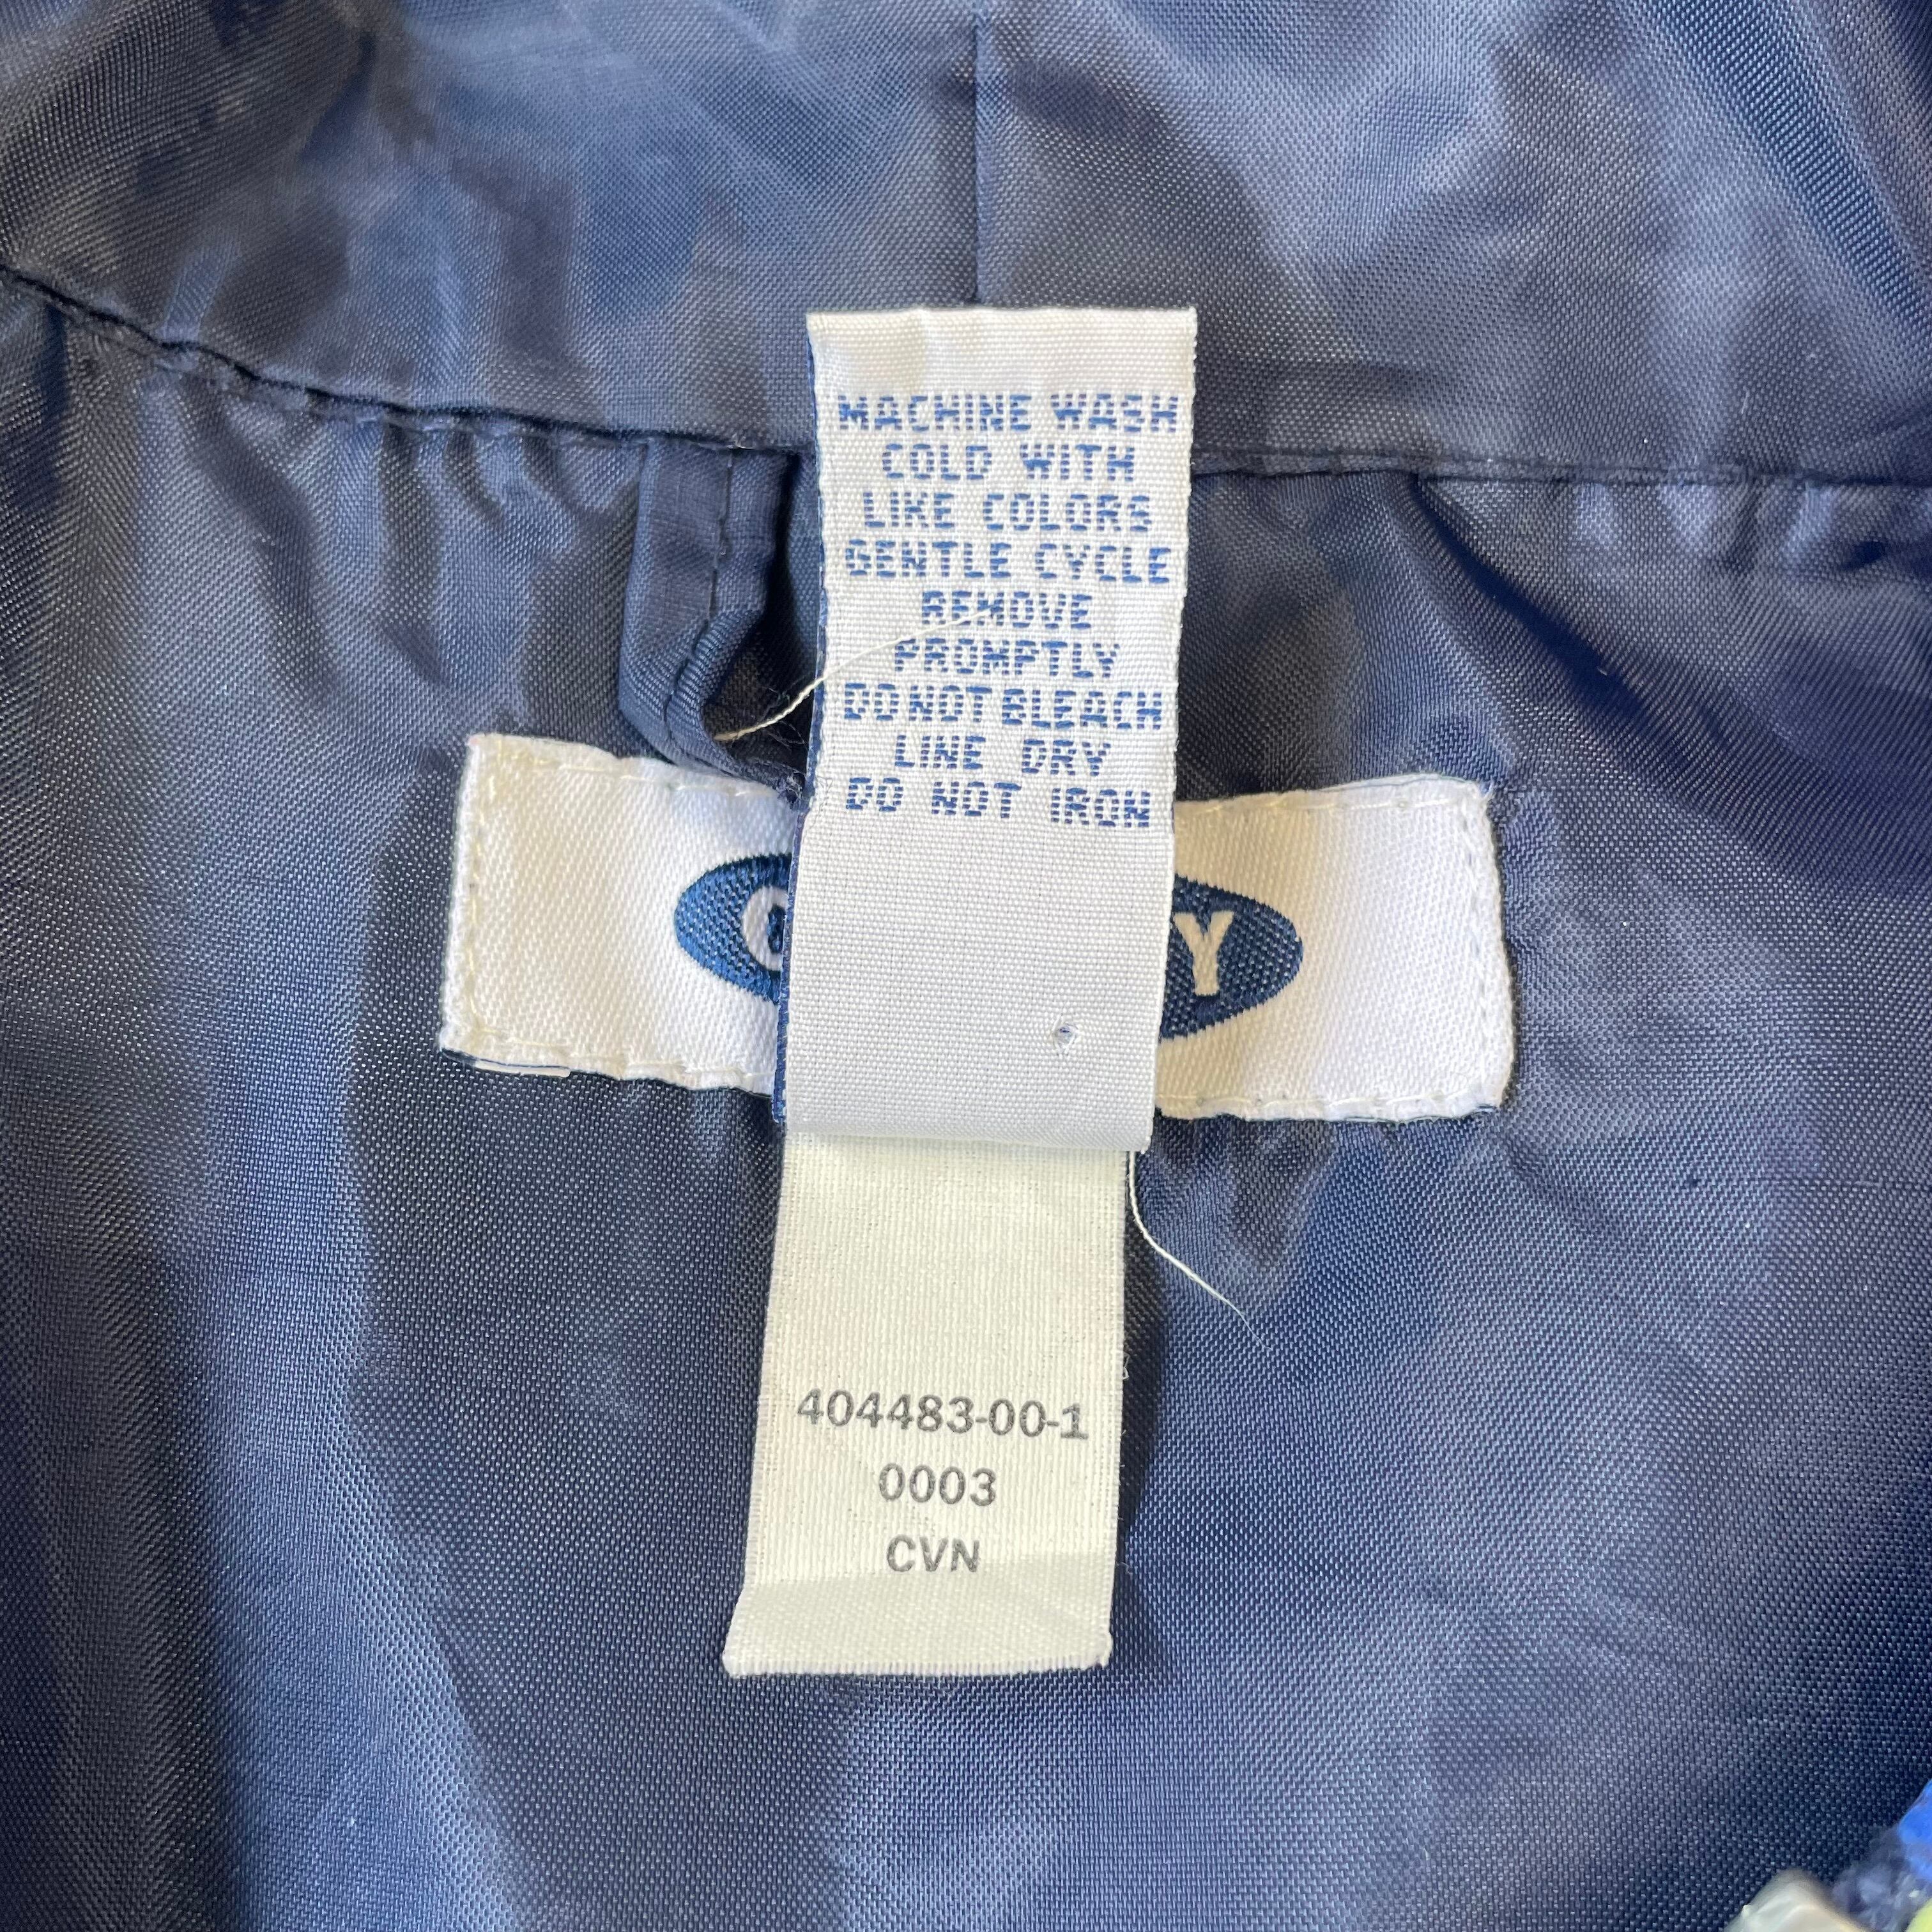 MACHINE WASH
COLD WITH
LIKE COLORS
GENTLE CYCLE
REMOVE
PROMPTLY
DO NOT BLEACH
LINE DRY
DO NOT IRON
Y
404483-00-1
0003
CVN